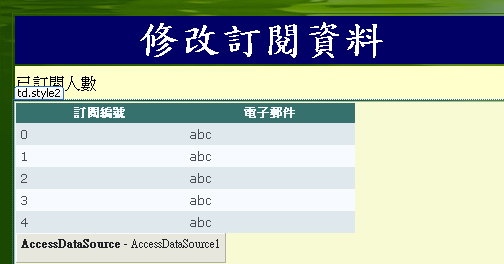 修改訂閱資料
已訂閱人數
td.style2
訂閱編號 電子郵件
0 abc
1 abc
2 abc
3 abc
4 abc
AccessDataSource - AccessDataSource1